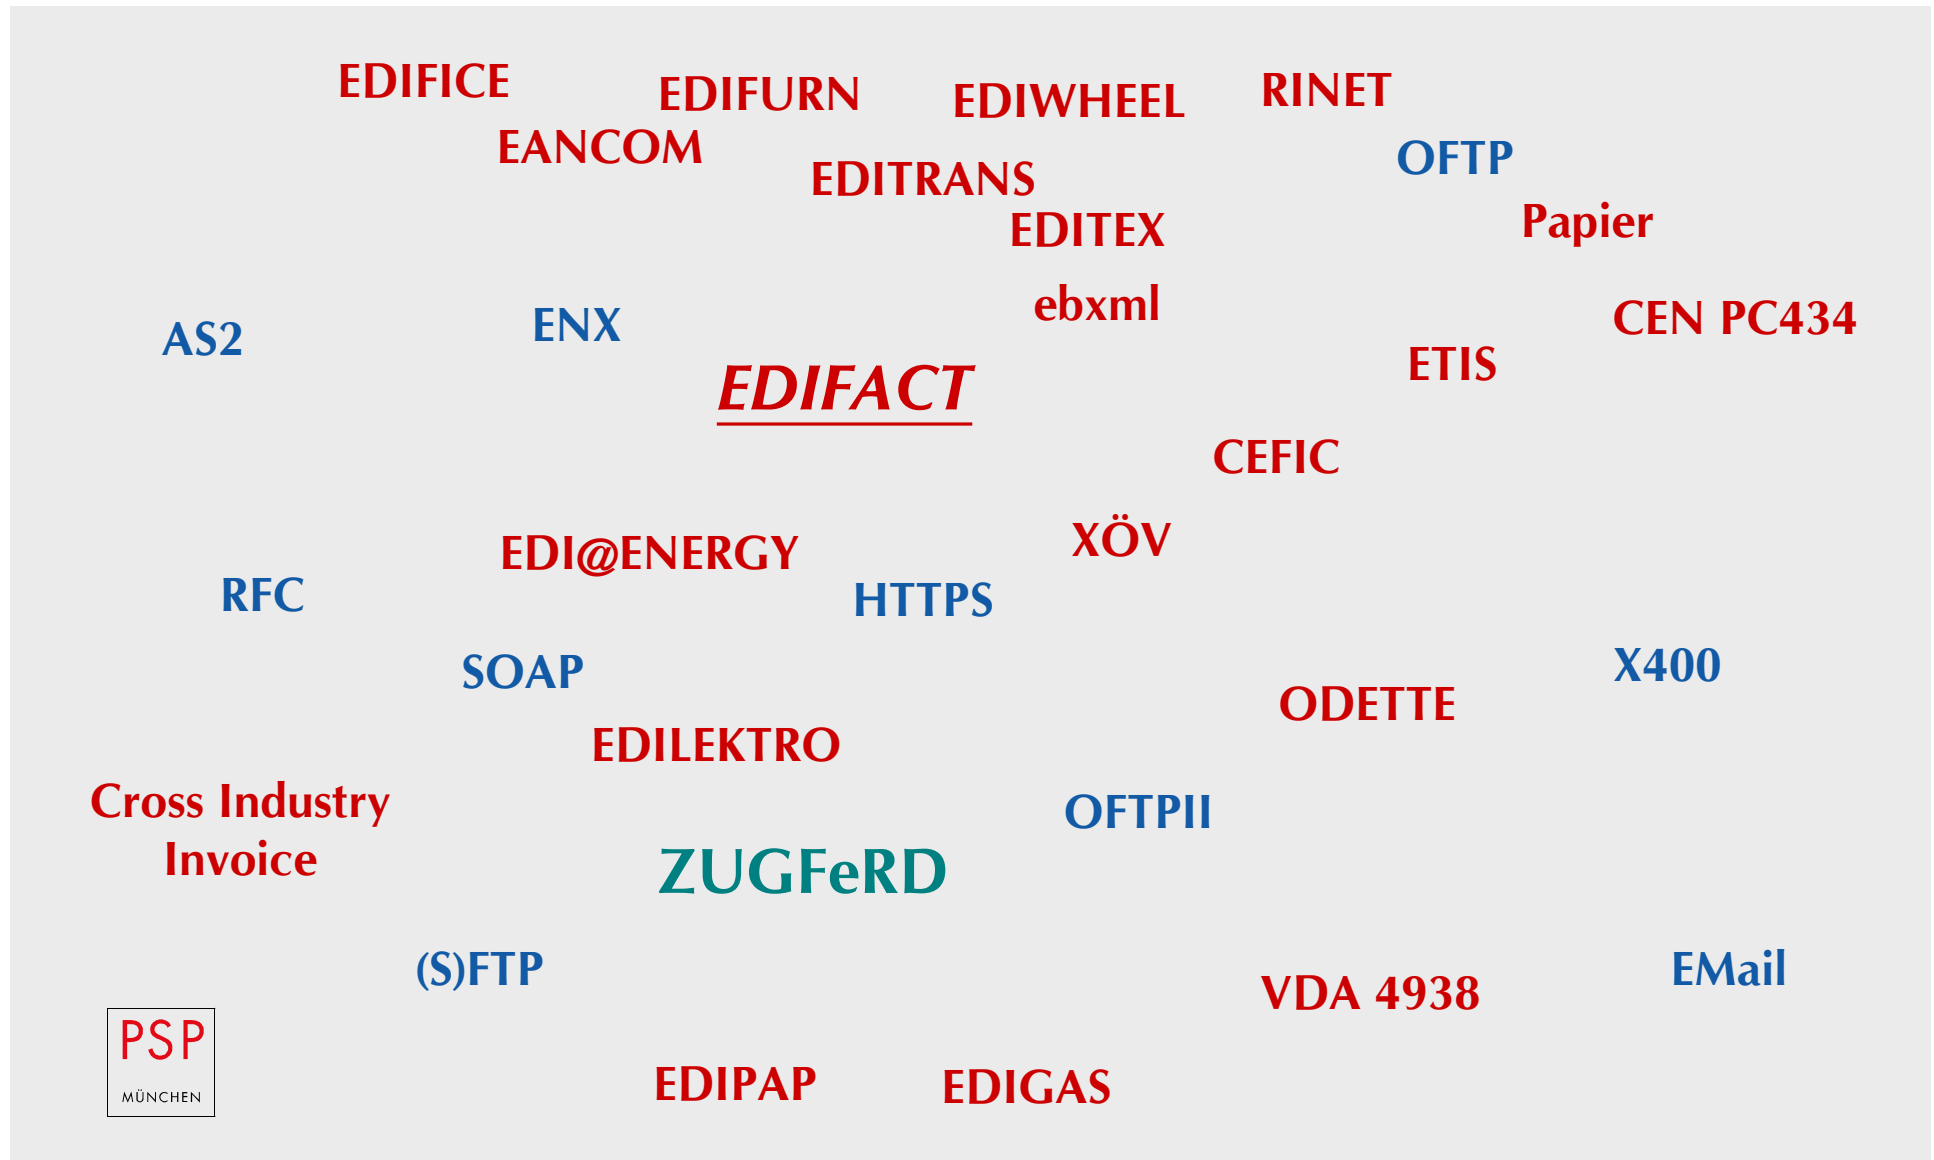 EDIFICE
EDIFURN
EDIWHEEL
RINET
EANCOM
EDITRANS
OFTP
EDITEX
Papier
ebxml
CEN PC434
AS2
ENX
ETIS
EDIFACT
CEFIC
EDI@ENERGY
XÖV
RFC
HTTPS
SOAP
X400
ODETTE
EDILEKTRO
Cross Industry
Invoice
OFTPII
ZUGFeRD
(S)FTP
VDA 4938
EMail
PSP
MÜNCHEN
EDIPAP
EDIGAS